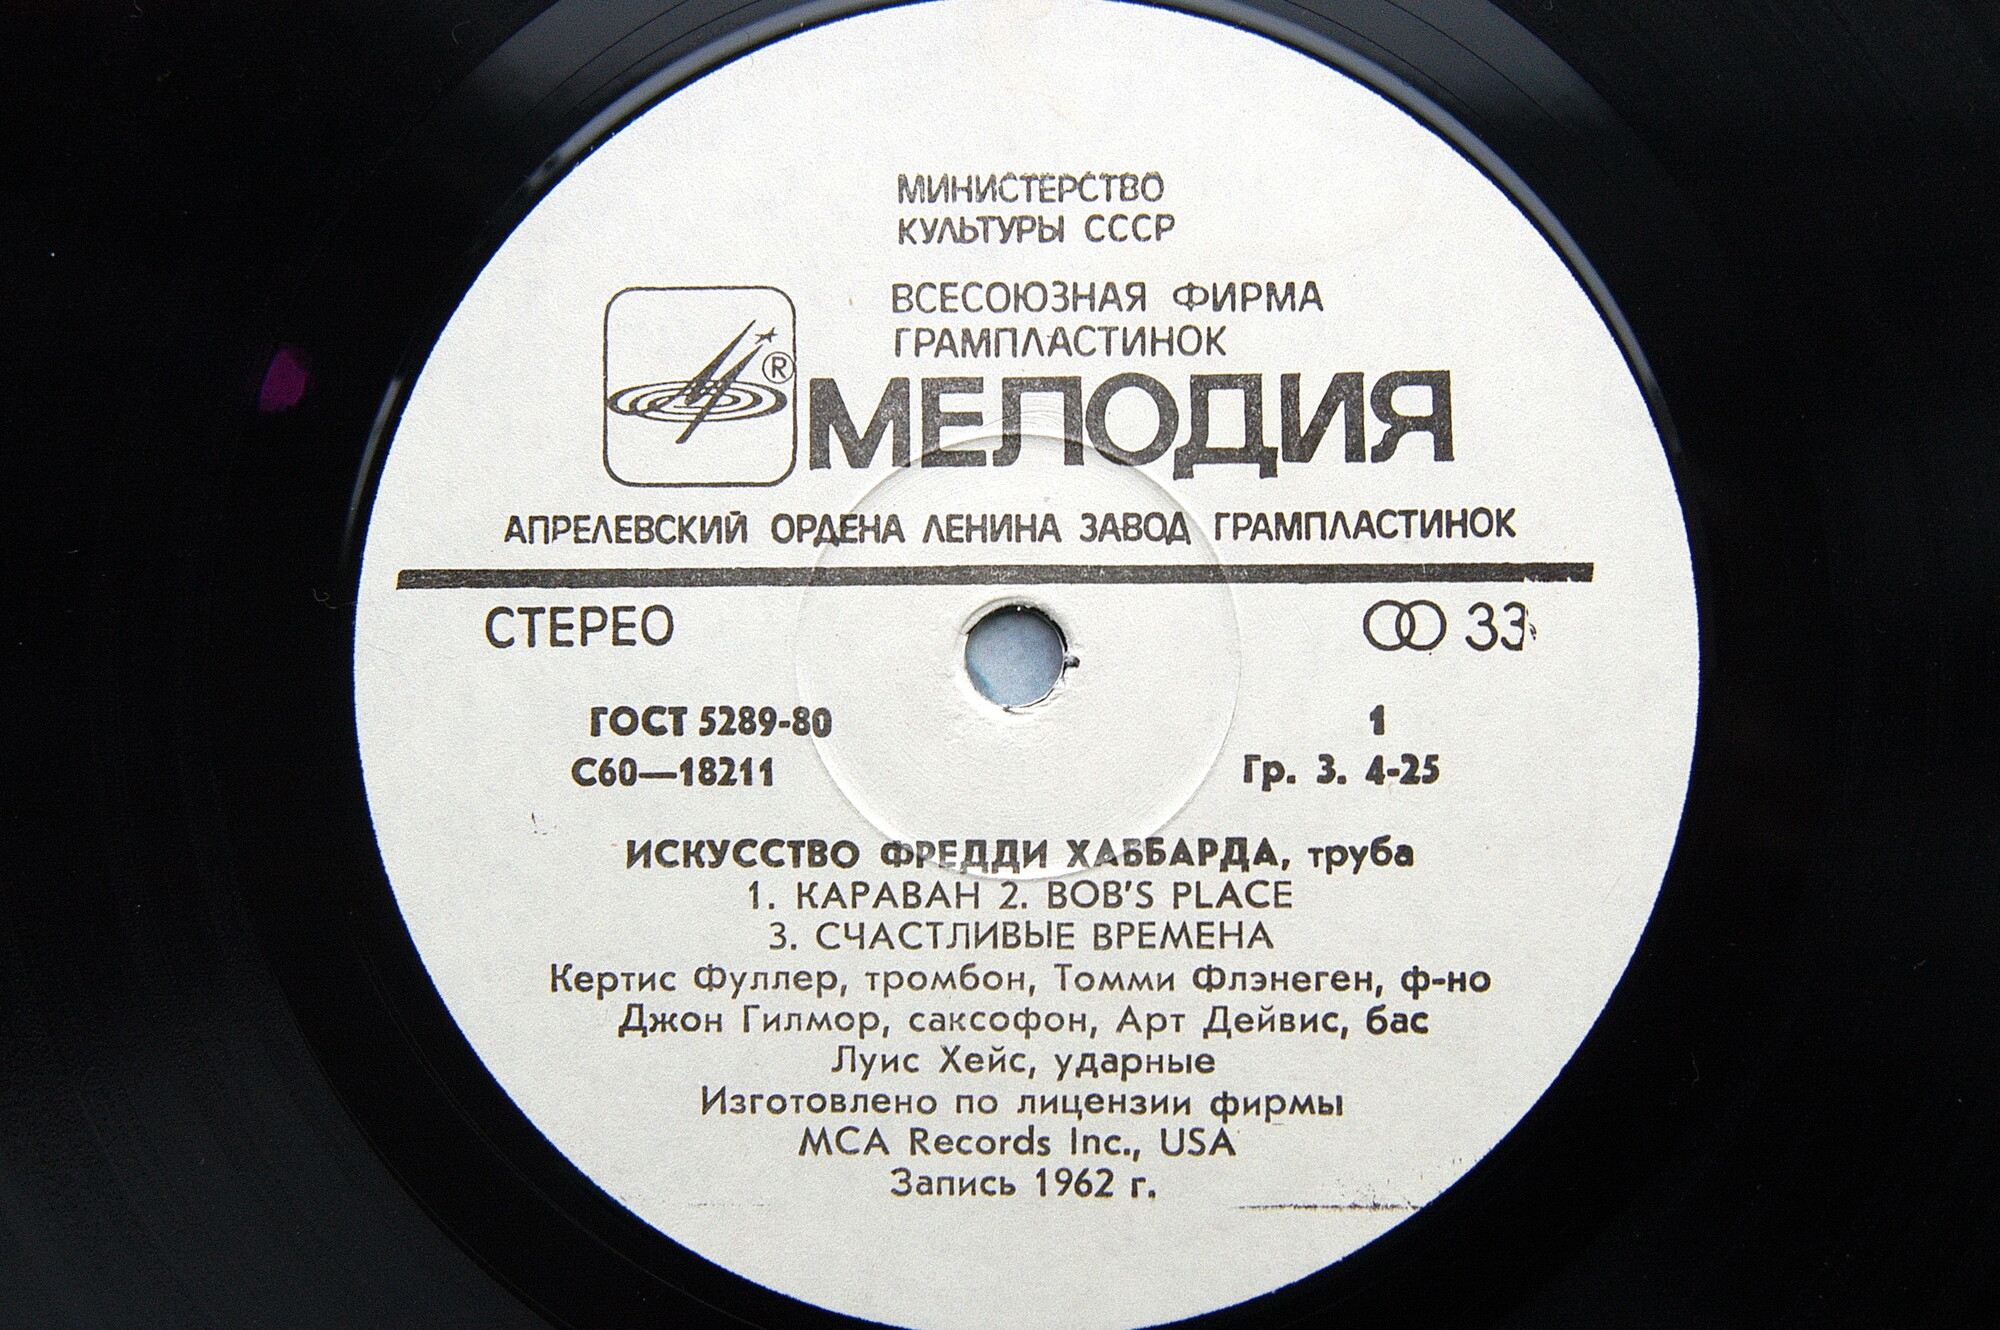 МИНИСТЕРСТВО
КУЛЬТУРЫ СССР
ВСЕСОЮЗНАЯ ФИРМА
ГРАМПЛАСТИНОК
®
МЕЛОДИЯ
АПРЕЛЕВСКИЙ ОРДЕНА ЛЕНИНА ЗАВОД ГРАМПЛАСТИНОК
СТЕРЕО 33
ГОСТ 5289-80 1
С60—18211 Гр. 3. 4-25
ИСКУССТВО ФРЕДДИ ХАББАРДА, труба
1. КАРАВАН 2. BOB'S PLACE
3. СЧАСТЛИВЫЕ ВРЕМЕНА
Кертис Фуллер, тромбон, Томми Флэнеген, ф-но
Джон Гилмор, саксофон, Арт Дейвис, бас
Луис Хейс, ударные
Изготовлено по лицензии фирмы
MCA Records Inc., USA
Запись 1962 г.